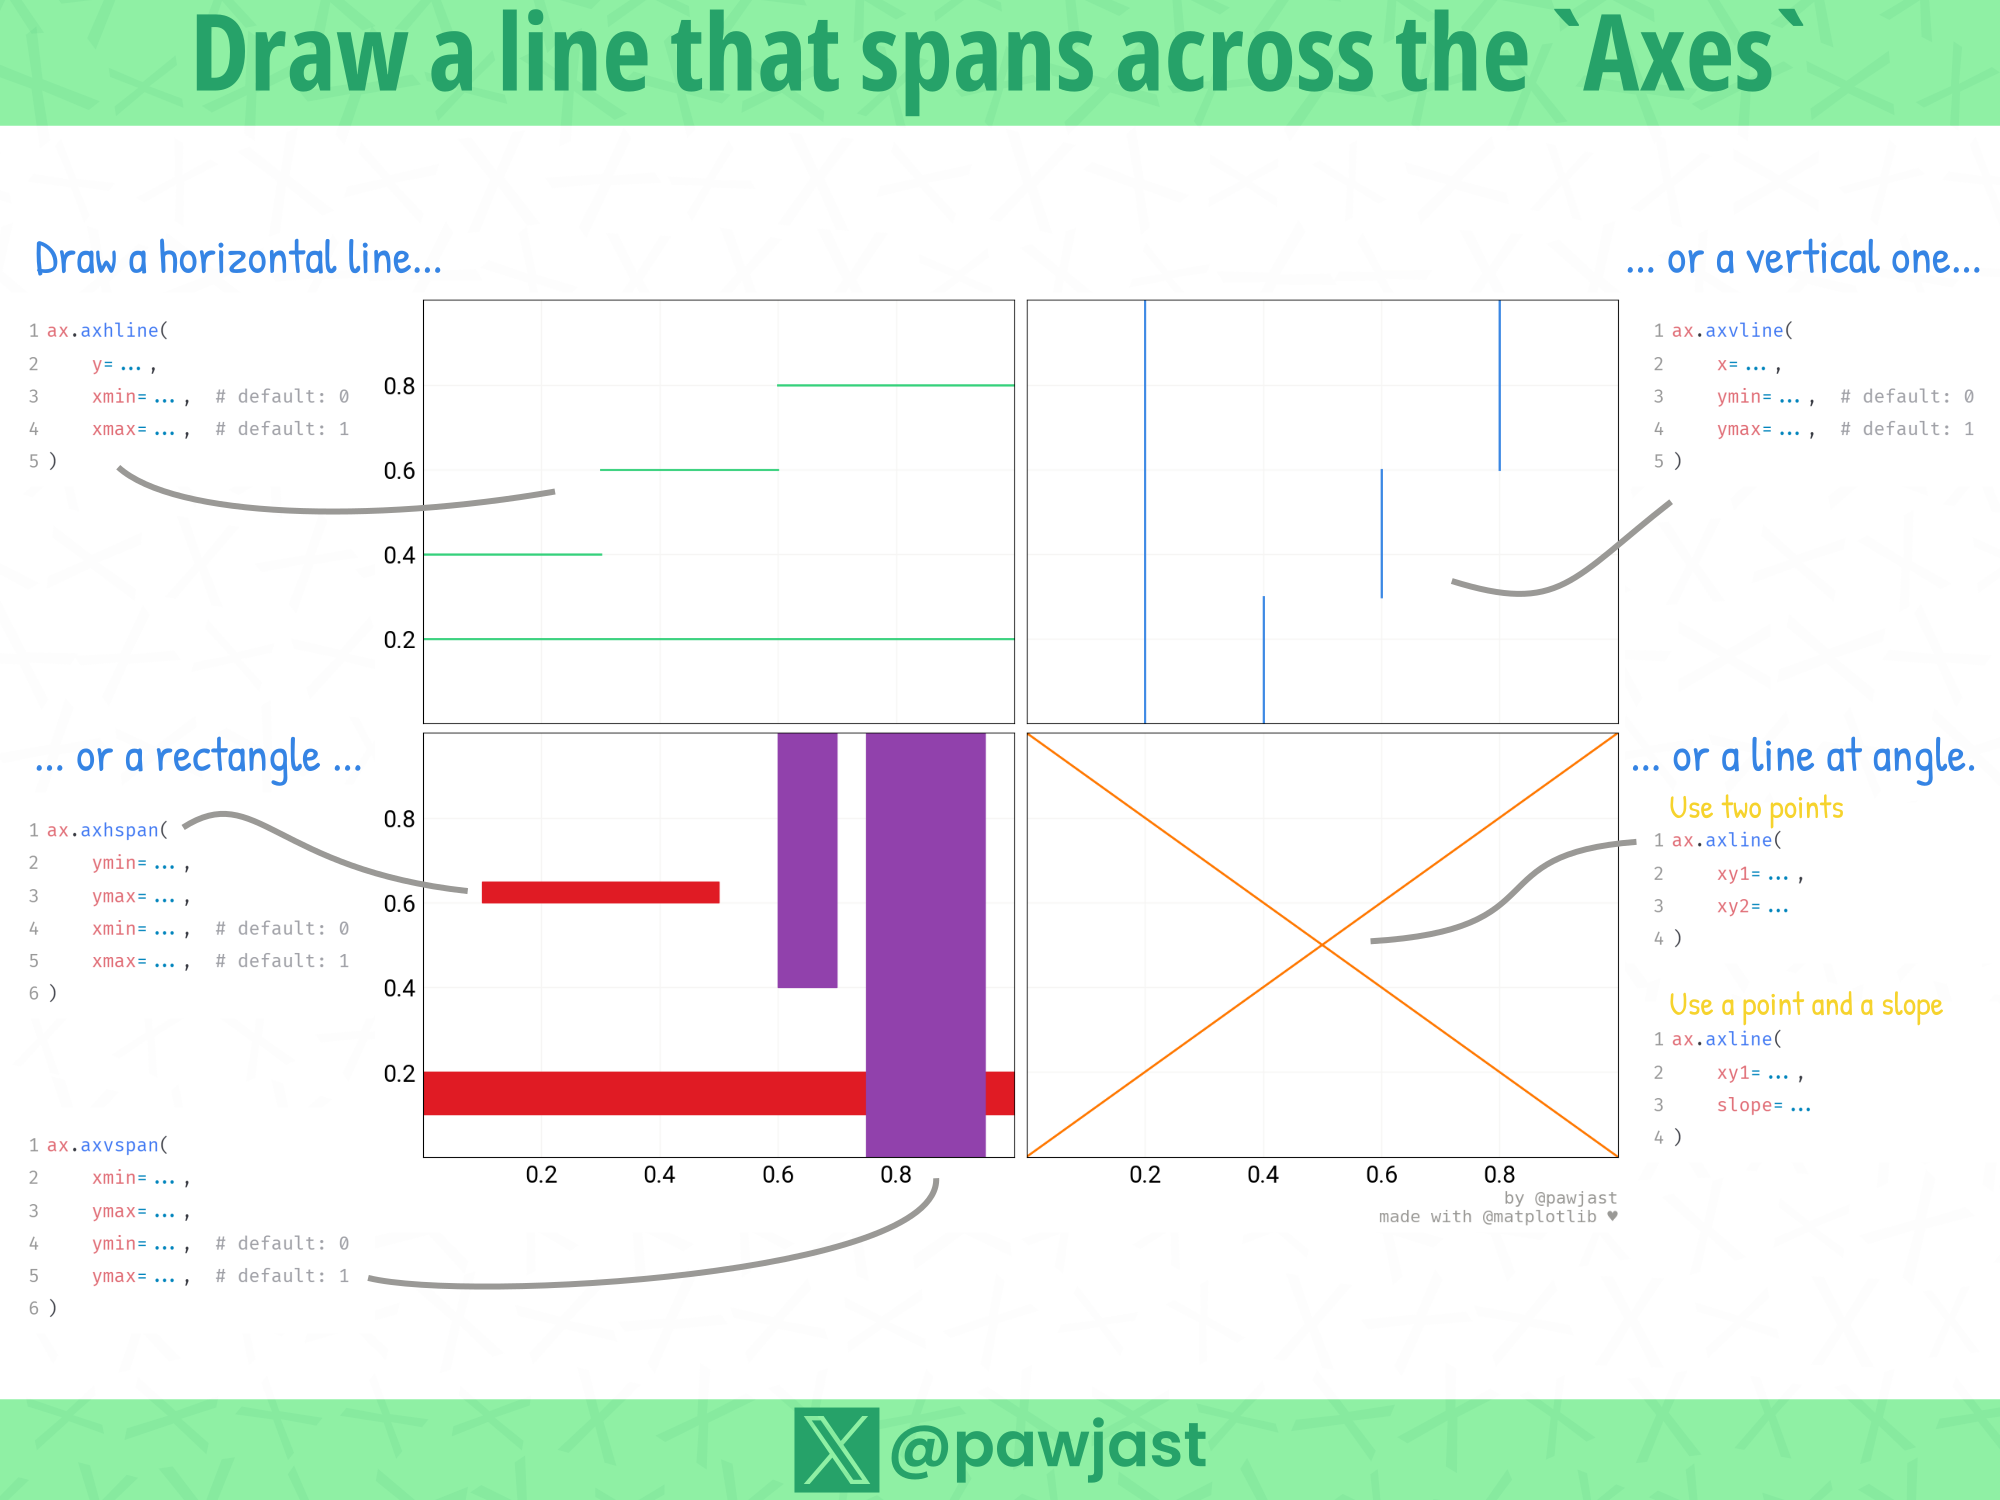 Draw a line that spans across the `Axes`
Draw a horizontal line...
1 ax.axhline(
2     y=...,
3     xmin=...,  # default: 0
4     xmax=...,  # default: 1
5 )
0.8
0.6
0.4
0.2
... or a vertical one...
1 ax.axvline(
2     x=...,
3     ymin=...,  # default: 0
4     ymax=...,  # default: 1
5 )
... or a rectangle ...
1 ax.axhspan(
2     ymin=...,
3     ymax=...,
4     xmin=...,  # default: 0
5     xmax=...,  # default: 1
6 )
1 ax.axvspan(
2     xmin=...,
3     ymax=...,
4     ymin=...,  # default: 0
5     ymax=...,  # default: 1
6 )
0.8
0.6
0.4
0.2
0.2 0.4 0.6 0.8
... or a line at angle.
Use two points
1 ax.axline(
2     xy1=...,
3     xy2=...
4 )
Use a point and a slope
1 ax.axline(
2     xy1=...,
3     slope=...
4 )
0.2 0.4 0.6 0.8
by @pawjast
made with @matplotlib ♥
@pawjast